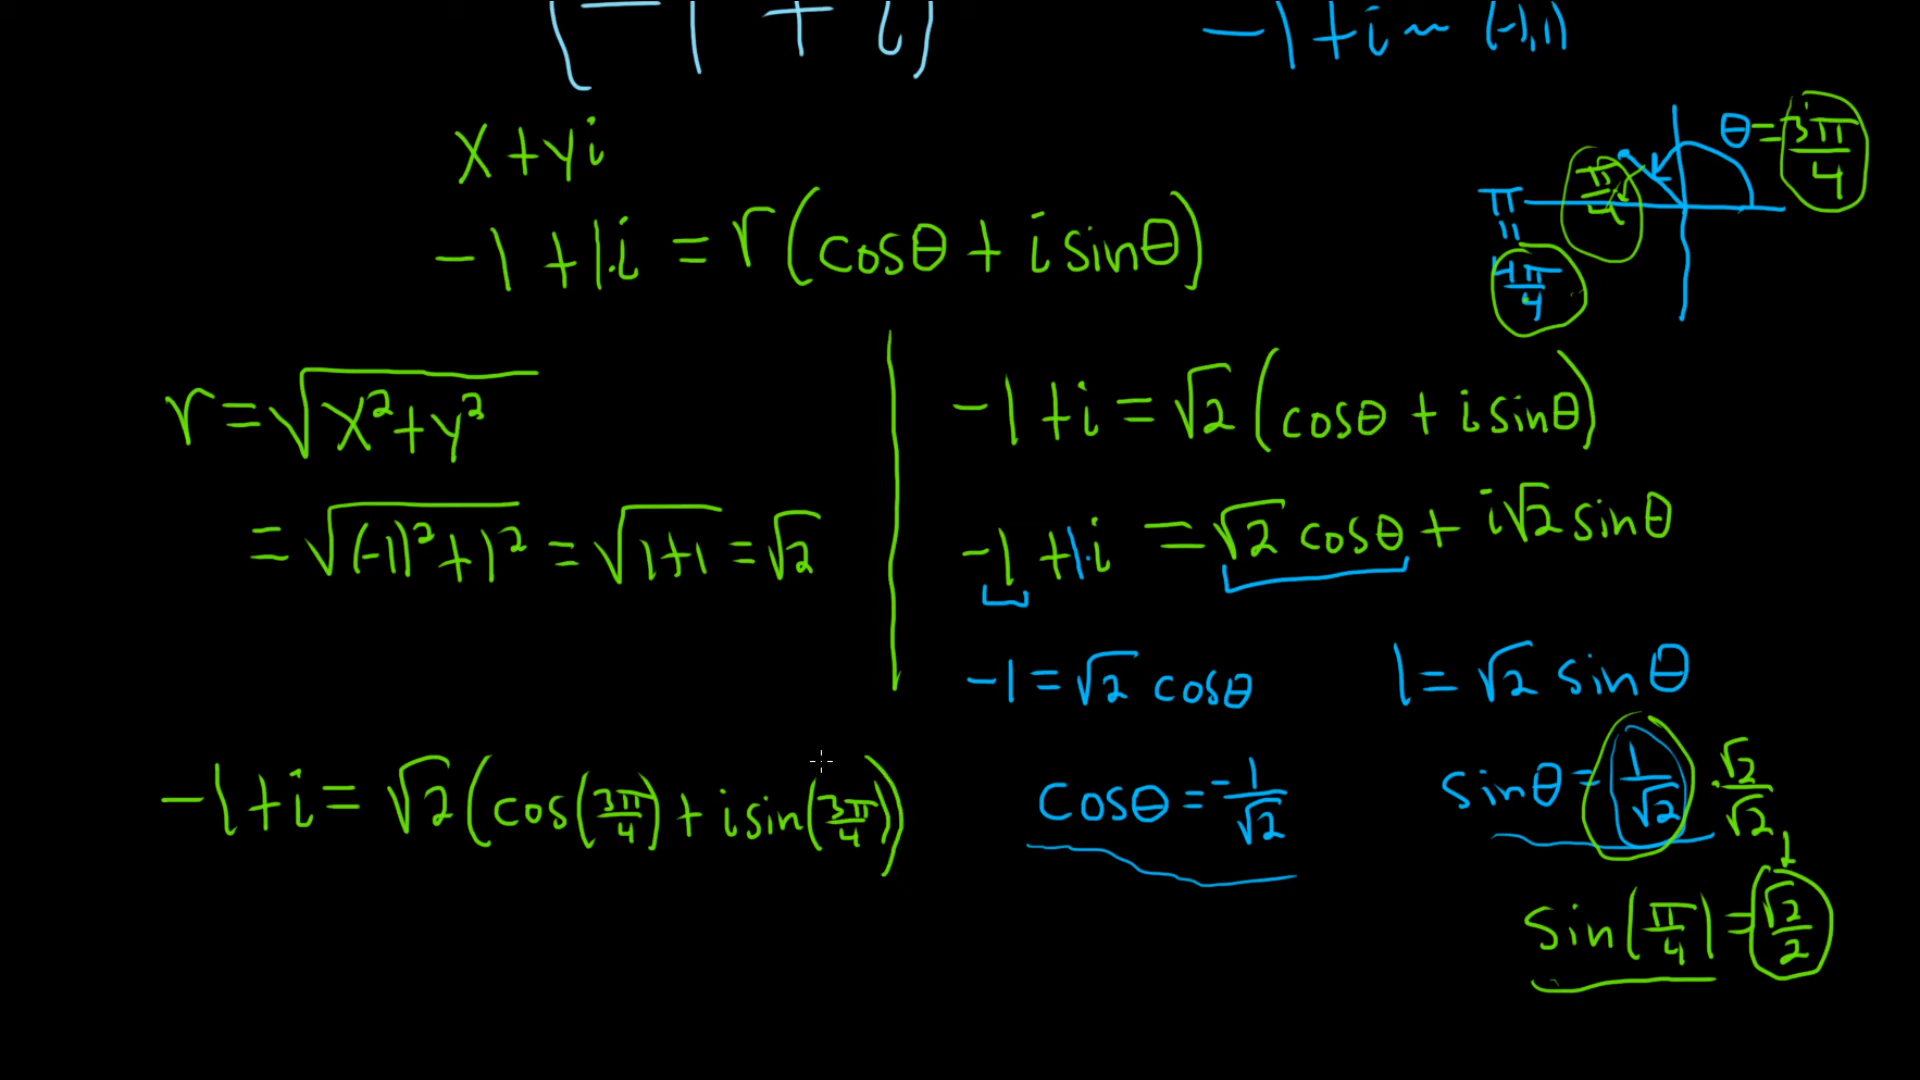 (-1 + i)
-1 + i ~ (-1, 1)
x + yi
θ = 3π/4
π/4
π
=
4π/4
-1 + 1·i = r(cosθ + i sinθ)
r = √(x² + y²)
= √((-1)² + 1²) = √(1+1) = √2
-1 + i = √2 (cosθ + i sinθ)
-1 + 1·i = √2 cosθ + i√2 sinθ
-1 = √2 cosθ
1 = √2 sinθ
cosθ = -1/√2
sinθ = 1/√2 · √2/√2
sin(π/4) = √2/2
-1 + i = √2 (cos(3π/4) + i sin(3π/4))